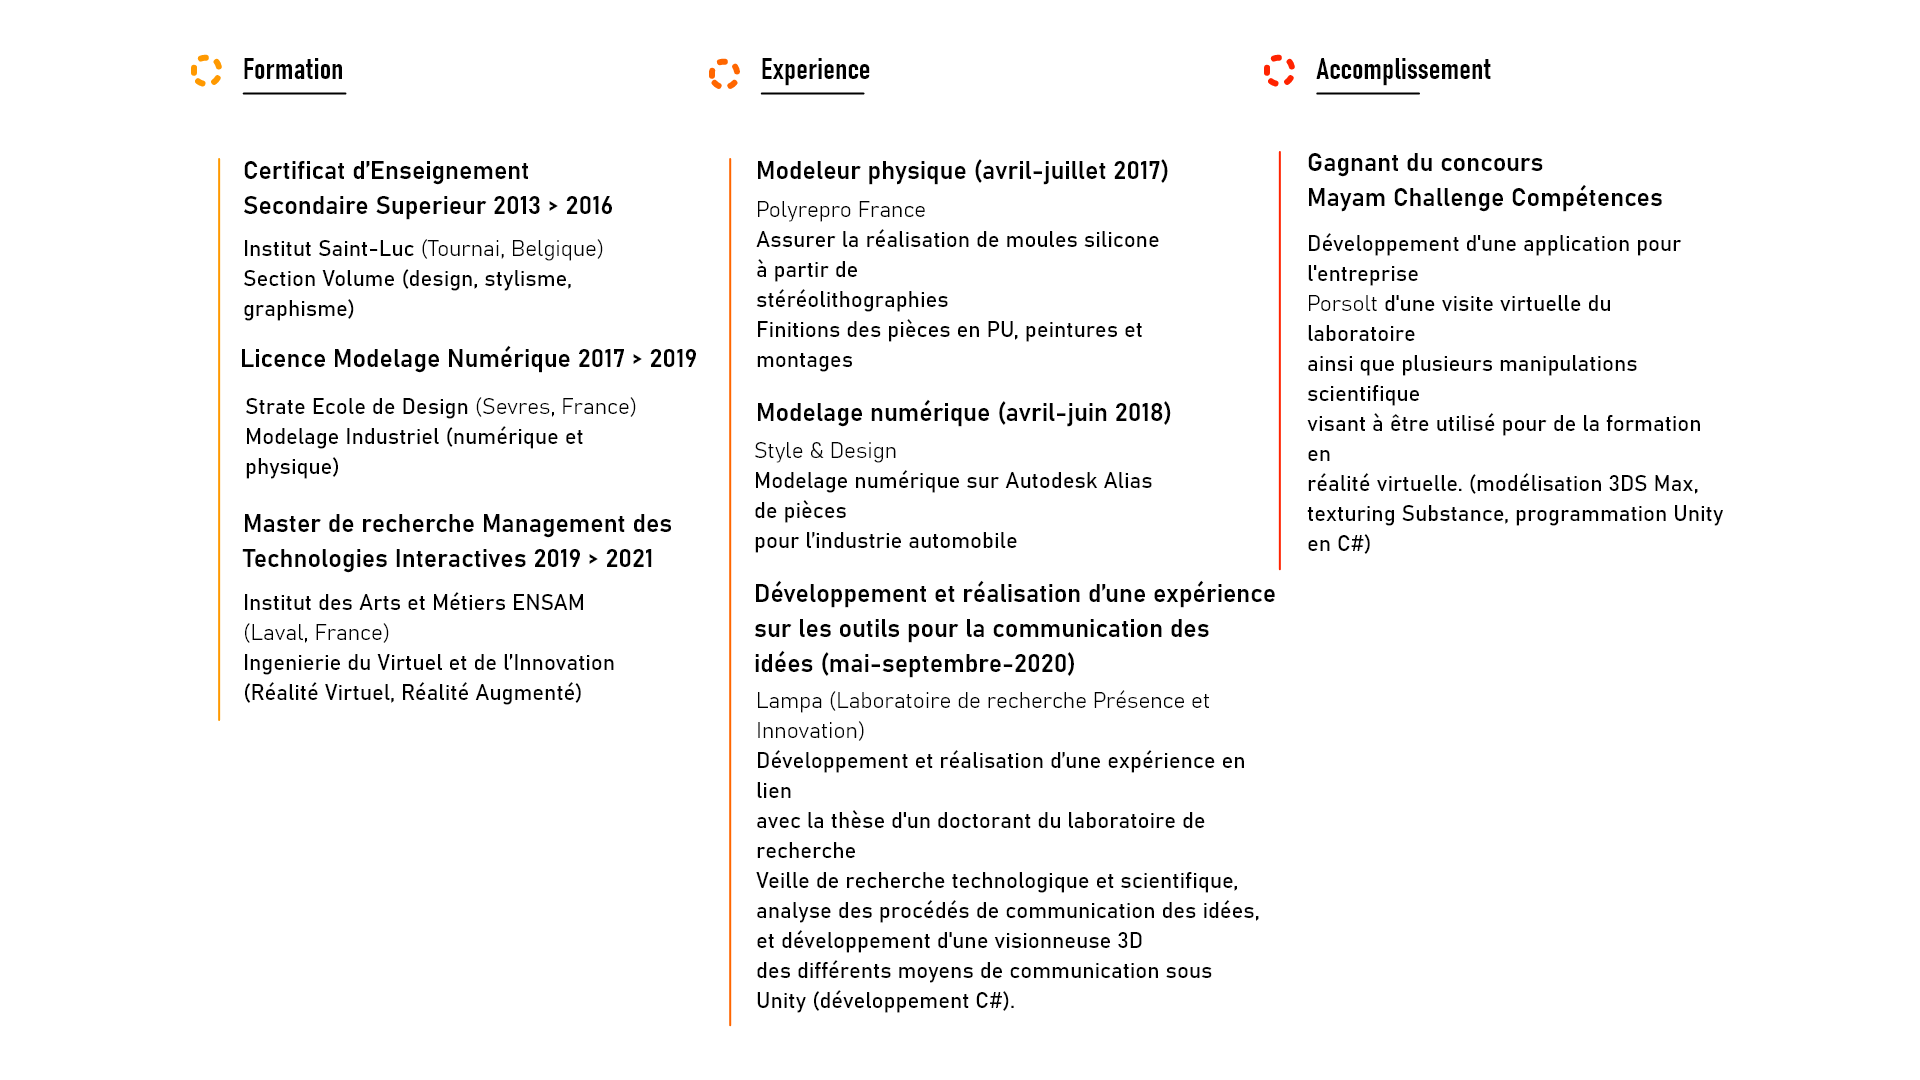 Formation
Certificat d’Enseignement
Secondaire Superieur 2013 > 2016
Institut Saint-Luc (Tournai, Belgique)
Section Volume (design, stylisme,
graphisme)
Licence Modelage Numérique 2017 > 2019
Strate Ecole de Design (Sevres, France)
Modelage Industriel (numérique et
physique)
Master de recherche Management des
Technologies Interactives 2019 > 2021
Institut des Arts et Métiers ENSAM
(Laval, France)
Ingenierie du Virtuel et de l’Innovation
(Réalité Virtuel, Réalité Augmenté)
Experience
Modeleur physique (avril-juillet 2017)
Polyrepro France
Assurer la réalisation de moules silicone
à partir de
stéréolithographies
Finitions des pièces en PU, peintures et
montages
Modelage numérique (avril-juin 2018)
Style & Design
Modelage numérique sur Autodesk Alias
de pièces
pour l’industrie automobile
Développement et réalisation d’une expérience
sur les outils pour la communication des
idées (mai-septembre-2020)
Lampa (Laboratoire de recherche Présence et
Innovation)
Développement et réalisation d’une expérience en
lien
avec la thèse d'un doctorant du laboratoire de
recherche
Veille de recherche technologique et scientifique,
analyse des procédés de communication des idées,
et développement d'une visionneuse 3D
des différents moyens de communication sous
Unity (développement C#).
Accomplissement
Gagnant du concours
Mayam Challenge Compétences
Développement d'une application pour
l'entreprise
Porsolt d'une visite virtuelle du
laboratoire
ainsi que plusieurs manipulations
scientifique
visant à être utilisé pour de la formation
en
réalité virtuelle. (modélisation 3DS Max,
texturing Substance, programmation Unity
en C#)